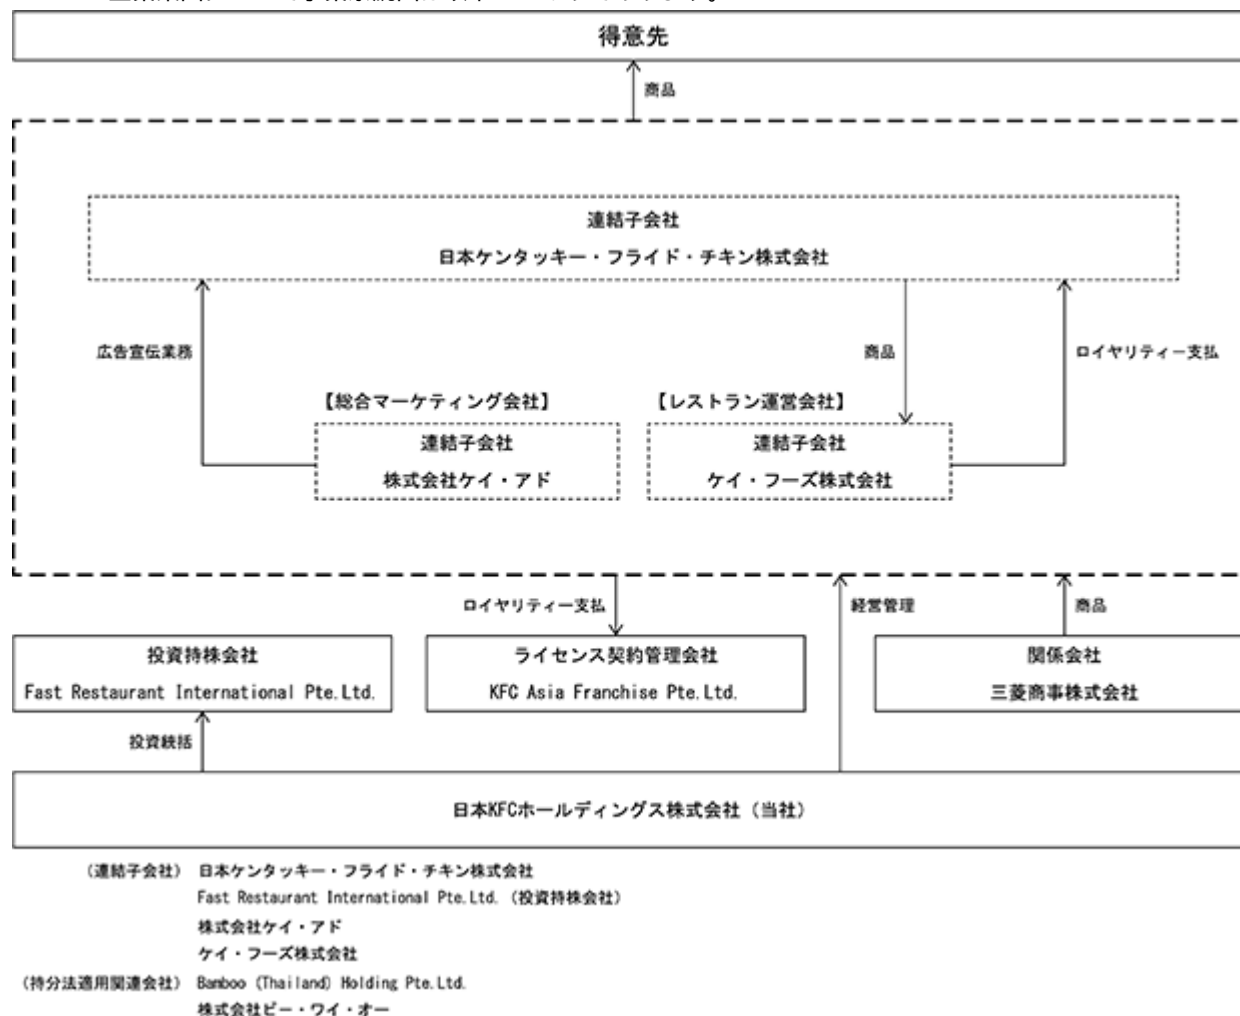 得意先
商品
連結子会社
日本ケンタッキー・フライド・チキン株式会社
広告宣伝業務
商品
ロイヤリティー支払
【総合マーケティング会社】
【レストラン運営会社】
連結子会社
株式会社ケイ・アド
連結子会社
ケイ・フーズ株式会社
ロイヤリティー支払
経営管理
商品
投資持株会社
Fast Restaurant International Pte.Ltd.
ライセンス契約管理会社
KFC Asia Franchise Pte.Ltd.
関係会社
三菱商事株式会社
投資統括
日本KFCホールディングス株式会社（当社）
（連結子会社） 日本ケンタッキー・フライド・チキン株式会社
Fast Restaurant International Pte.Ltd.（投資持株会社）
株式会社ケイ・アド
ケイ・フーズ株式会社
（持分法適用関連会社） Bamboo (Thailand) Holding Pte.Ltd.
株式会社ビー・ワイ・オー